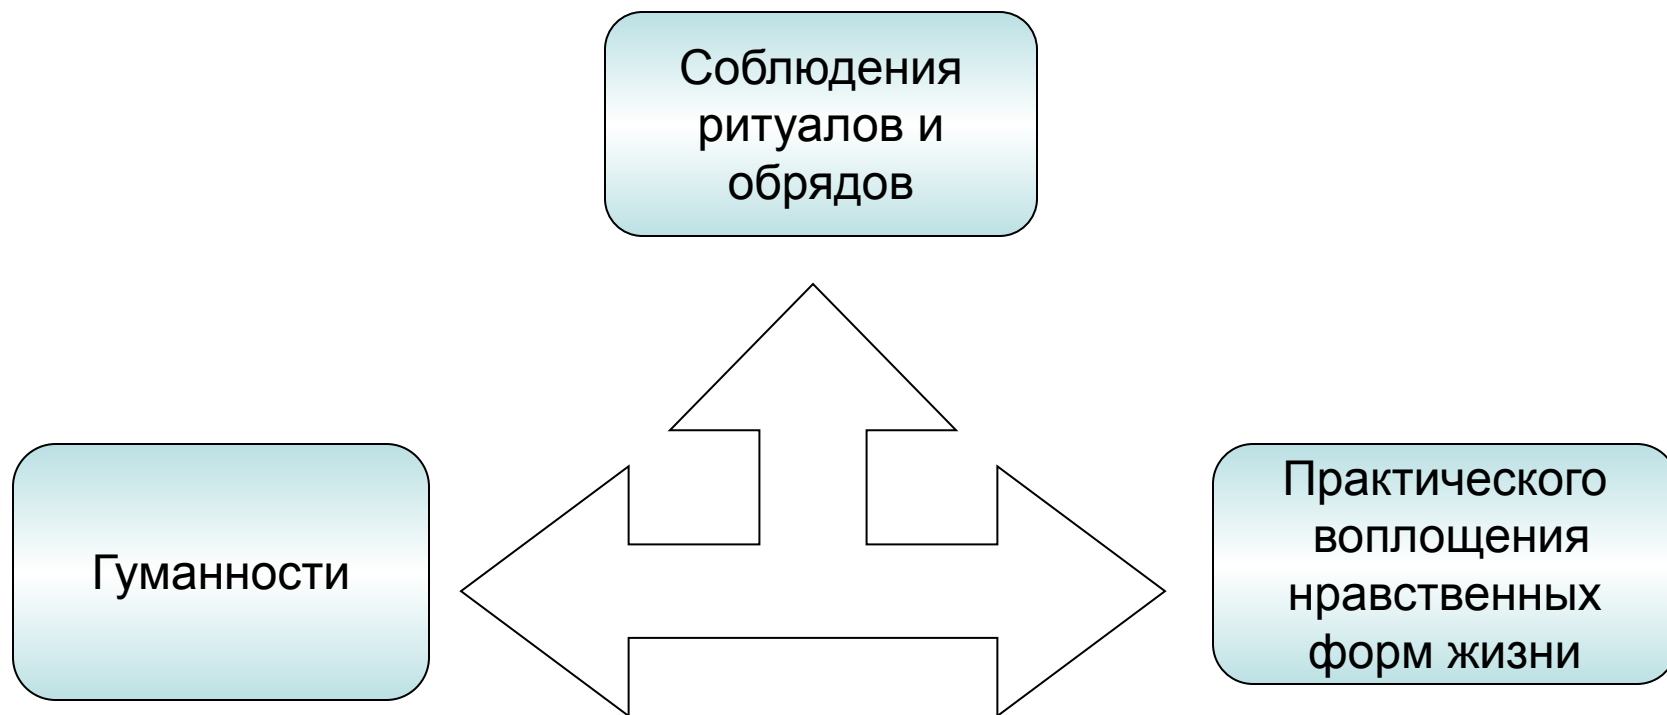 Соблюдения
ритуалов и
обрядов
Гуманности
Практического
воплощения
нравственных
форм жизни